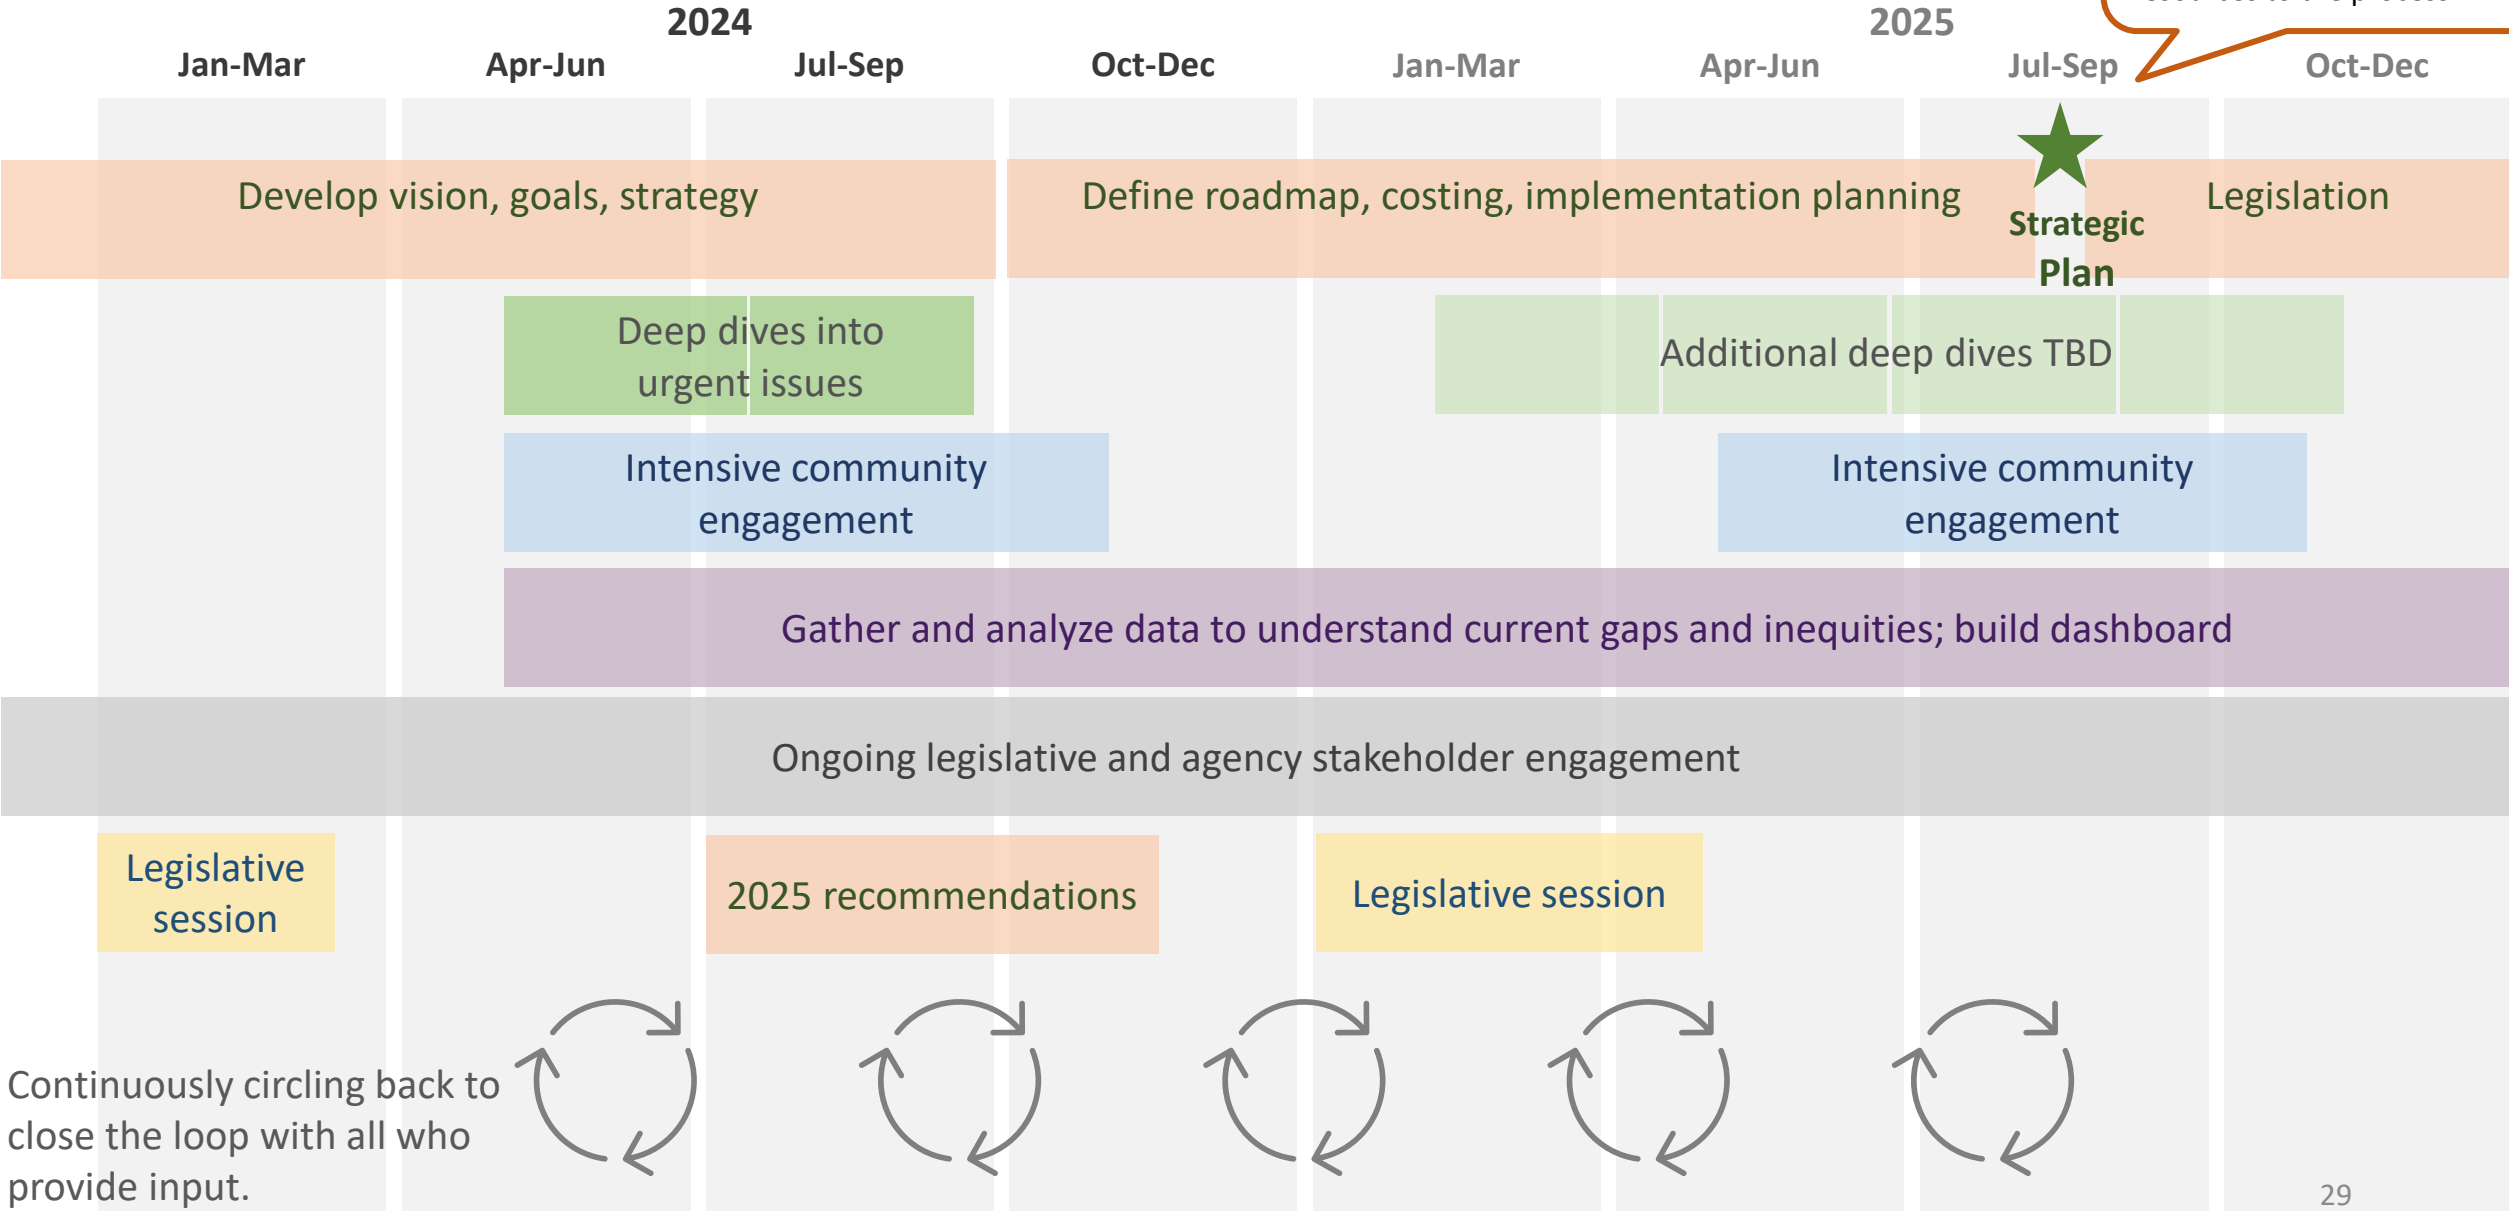 2024
2025
Jan-Mar
Apr-Jun
Jul-Sep
Oct-Dec
Jan-Mar
Apr-Jun
Jul-Sep
Oct-Dec
Develop vision, goals, strategy
Define roadmap, costing, implementation planning
Strategic
Plan
Legislation
Deep dives into
urgent issues
Additional deep dives TBD
Intensive community
engagement
Intensive community
engagement
Gather and analyze data to understand current gaps and inequities; build dashboard
Ongoing legislative and agency stakeholder engagement
Legislative
session
2025 recommendations
Legislative session
Continuously circling back to
close the loop with all who
provide input.
29